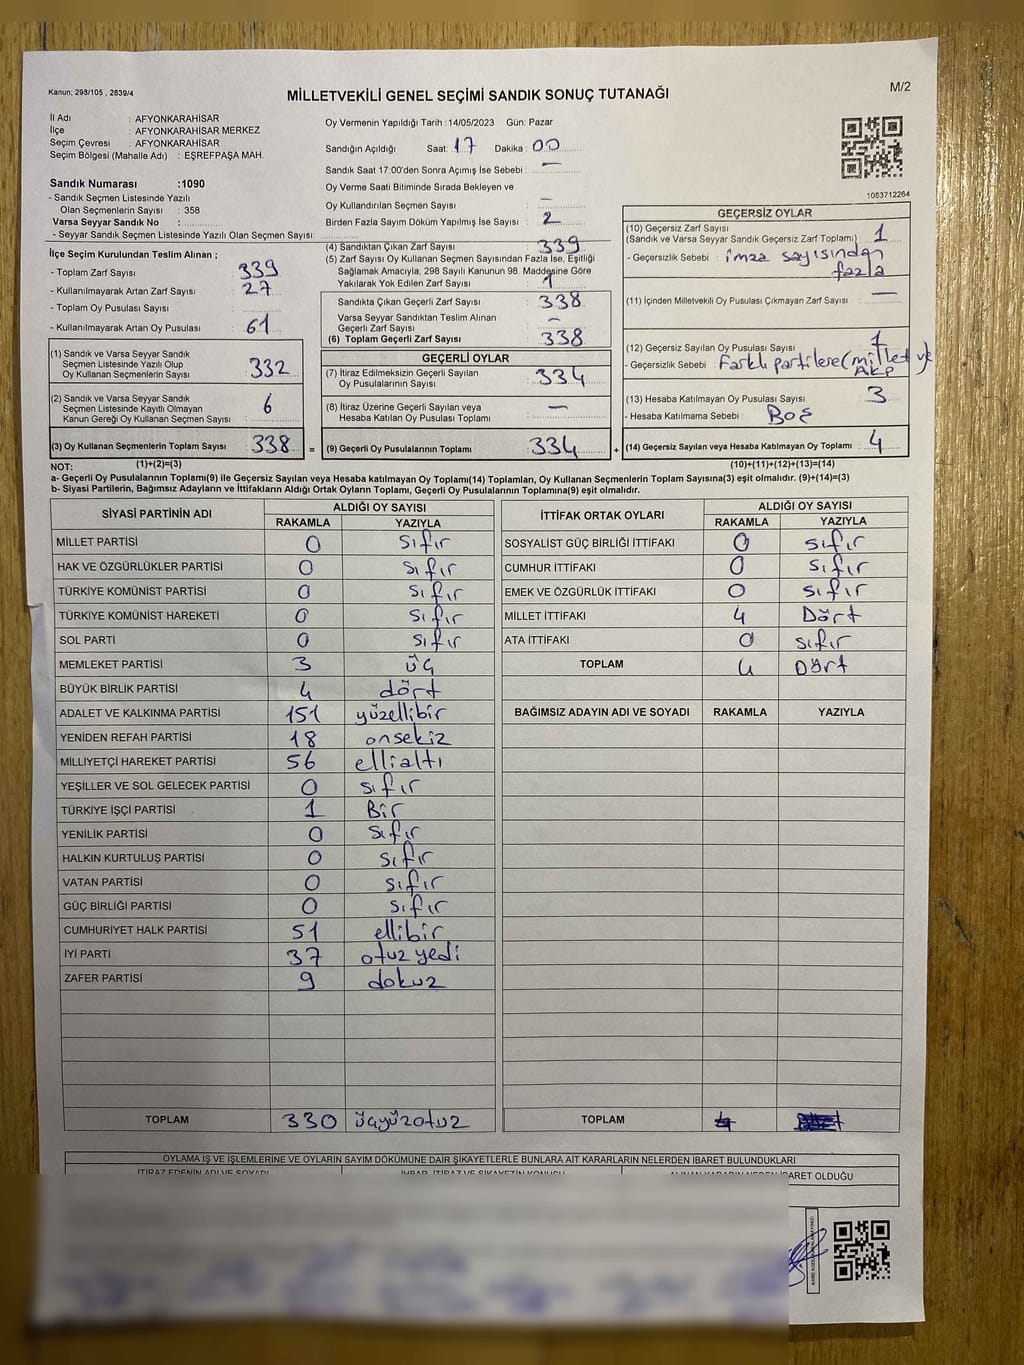 Kanun; 298/105 , 2839/4
MİLLETVEKİLİ GENEL SEÇİMİ SANDIK SONUÇ TUTANAĞI
M/2
İl Adı : AFYONKARAHİSAR
İlçe : AFYONKARAHİSAR MERKEZ
Seçim Çevresi : AFYONKARAHİSAR
Seçim Bölgesi (Mahalle Adı) : EŞREFPAŞA MAH.
Sandık Numarası :1090
- Sandık Seçmen Listesinde Yazılı
Olan Seçmenlerin Sayısı : 358
Varsa Seyyar Sandık No :
- Seyyar Sandık Seçmen Listesinde Yazılı Olan Seçmen Sayısı:
Oy Vermenin Yapıldığı Tarih :14/05/2023 Gün: Pazar
Sandığın Açıldığı Saat: 17 Dakika : 00
Sandık Saat 17:00'den Sonra Açımış İse Sebebi : —
Oy Verme Saati Bitiminde Sırada Bekleyen ve
Oy Kullandırılan Seçmen Sayısı : —
Birden Fazla Sayım Döküm Yapılmış İse Sayısı : 2
1063712264
İlçe Seçim Kurulundan Teslim Alınan ;
- Toplam Zarf Sayısı : 339
- Kullanılmayarak Artan Zarf Sayısı : 27
- Toplam Oy Pusulası Sayısı :
- Kullanılmayarak Artan Oy Pusulası : 61
(1) Sandık ve Varsa Seyyar Sandık
Seçmen Listesinde Yazılı Olup
Oy Kullanan Seçmenlerin Sayısı : 332
(2) Sandık ve Varsa Seyyar Sandık
Seçmen Listesinde Kayıtlı Olmayan
Kanun Gereği Oy Kullanan Seçmen Sayısı : 6
(3) Oy Kullanan Seçmenlerin Toplam Sayısı : 338
(4) Sandıktan Çıkan Zarf Sayısı : 339
(5) Zarf Sayısı Oy Kullanan Seçmen Sayısından Fazla İse, Eşitliği
Sağlamak Amacıyla, 298 Sayılı Kanunun 98. Maddesine Göre
Yakılarak Yok Edilen Zarf Sayısı : 1
Sandıkta Çıkan Geçerli Zarf Sayısı : 338
Varsa Seyyar Sandıktan Teslim Alınan
Geçerli Zarf Sayısı : —
(6) Toplam Geçerli Zarf Sayısı : 338
GEÇERLİ OYLAR
(7) İtiraz Edilmeksizin Geçerli Sayılan
Oy Pusulalarının Sayısı : 334
(8) İtiraz Üzerine Geçerli Sayılan veya
Hesaba Katılan Oy Pusulası Toplamı : —
= (9) Geçerli Oy Pusulalarının Toplamı : 334
GEÇERSİZ OYLAR
(10) Geçersiz Zarf Sayısı
(Sandık ve Varsa Seyyar Sandık Geçersiz Zarf Toplamı) : 1
- Geçersizlik Sebebi : imza sayısından
fazla
(11) İçinden Milletvekili Oy Pusulası Çıkmayan Zarf Sayısı : —
(12) Geçersiz Sayılan Oy Pusulası Sayısı : 1
- Geçersizlik Sebebi : Farklı partilere (millet ve
AKP
(13) Hesaba Katılmayan Oy Pusulası Sayısı : 3
- Hesaba Katılmama Sebebi : Boş
+ (14) Geçersiz Sayılan veya Hesaba Katılmayan Oy Toplamı : 4
NOT: (1)+(2)=(3) (10)+(11)+(12)+(13)=(14)
a- Geçerli Oy Pusulalarının Toplamı(9) ile Geçersiz Sayılan veya Hesaba Katılmayan Oy Toplamı(14) Toplamları, Oy Kullanan Seçmenlerin Toplam Sayısına(3) eşit olmalıdır. (9)+(14)=(3)
b- Siyasi Partilerin, Bağımsız Adayların ve İttifakların Aldığı Ortak Oyların Toplamı, Geçerli Oy Pusulalarının Toplamına(9) eşit olmalıdır.
SİYASİ PARTİNİN ADI ALDIĞI OY SAYISI
RAKAMLA YAZIYLA
MİLLET PARTİSİ 0 sıfır
HAK VE ÖZGÜRLÜKLER PARTİSİ 0 sıfır
TÜRKİYE KOMÜNİST PARTİSİ 0 sıfır
TÜRKİYE KOMÜNİST HAREKETİ 0 sıfır
SOL PARTİ 0 sıfır
MEMLEKET PARTİSİ 3 üç
BÜYÜK BİRLİK PARTİSİ 4 dört
ADALET VE KALKINMA PARTİSİ 151 yüzellibir
YENİDEN REFAH PARTİSİ 18 onsekiz
MİLLİYETÇİ HAREKET PARTİSİ 56 ellialtı
YEŞİLLER VE SOL GELECEK PARTİSİ 0 sıfır
TÜRKİYE İŞÇİ PARTİSİ 1 Bir
YENİLİK PARTİSİ 0 sıfır
HALKIN KURTULUŞ PARTİSİ 0 sıfır
VATAN PARTİSİ 0 sıfır
GÜÇ BİRLİĞİ PARTİSİ 0 sıfır
CUMHURİYET HALK PARTİSİ 51 ellibir
İYİ PARTİ 37 otuz yedi
ZAFER PARTİSİ 9 dokuz
TOPLAM 330 üçyüzotuz
İTTİFAK ORTAK OYLARI ALDIĞI OY SAYISI
RAKAMLA YAZIYLA
SOSYALİST GÜÇ BİRLİĞİ İTTİFAKI 0 sıfır
CUMHUR İTTİFAKI 0 sıfır
EMEK VE ÖZGÜRLÜK İTTİFAKI 0 sıfır
MİLLET İTTİFAKI 4 Dört
ATA İTTİFAKI 0 sıfır
TOPLAM 4 Dört
BAĞIMSIZ ADAYIN ADI VE SOYADI RAKAMLA YAZIYLA
TOPLAM
OYLAMA İŞ VE İŞLEMLERİNE VE OYLARIN SAYIM DÖKÜMÜNE DAİR ŞİKAYETLERLE BUNLARA AİT KARARLARIN NELERDEN İBARET BULUNDUKLARI
İTİRAZ EDENİN ADI VE SOYADI İHBAR, İTİRAZ VE ŞİKAYETİN KONUSU ALINAN KARARIN NEDEN İBARET OLDUĞU